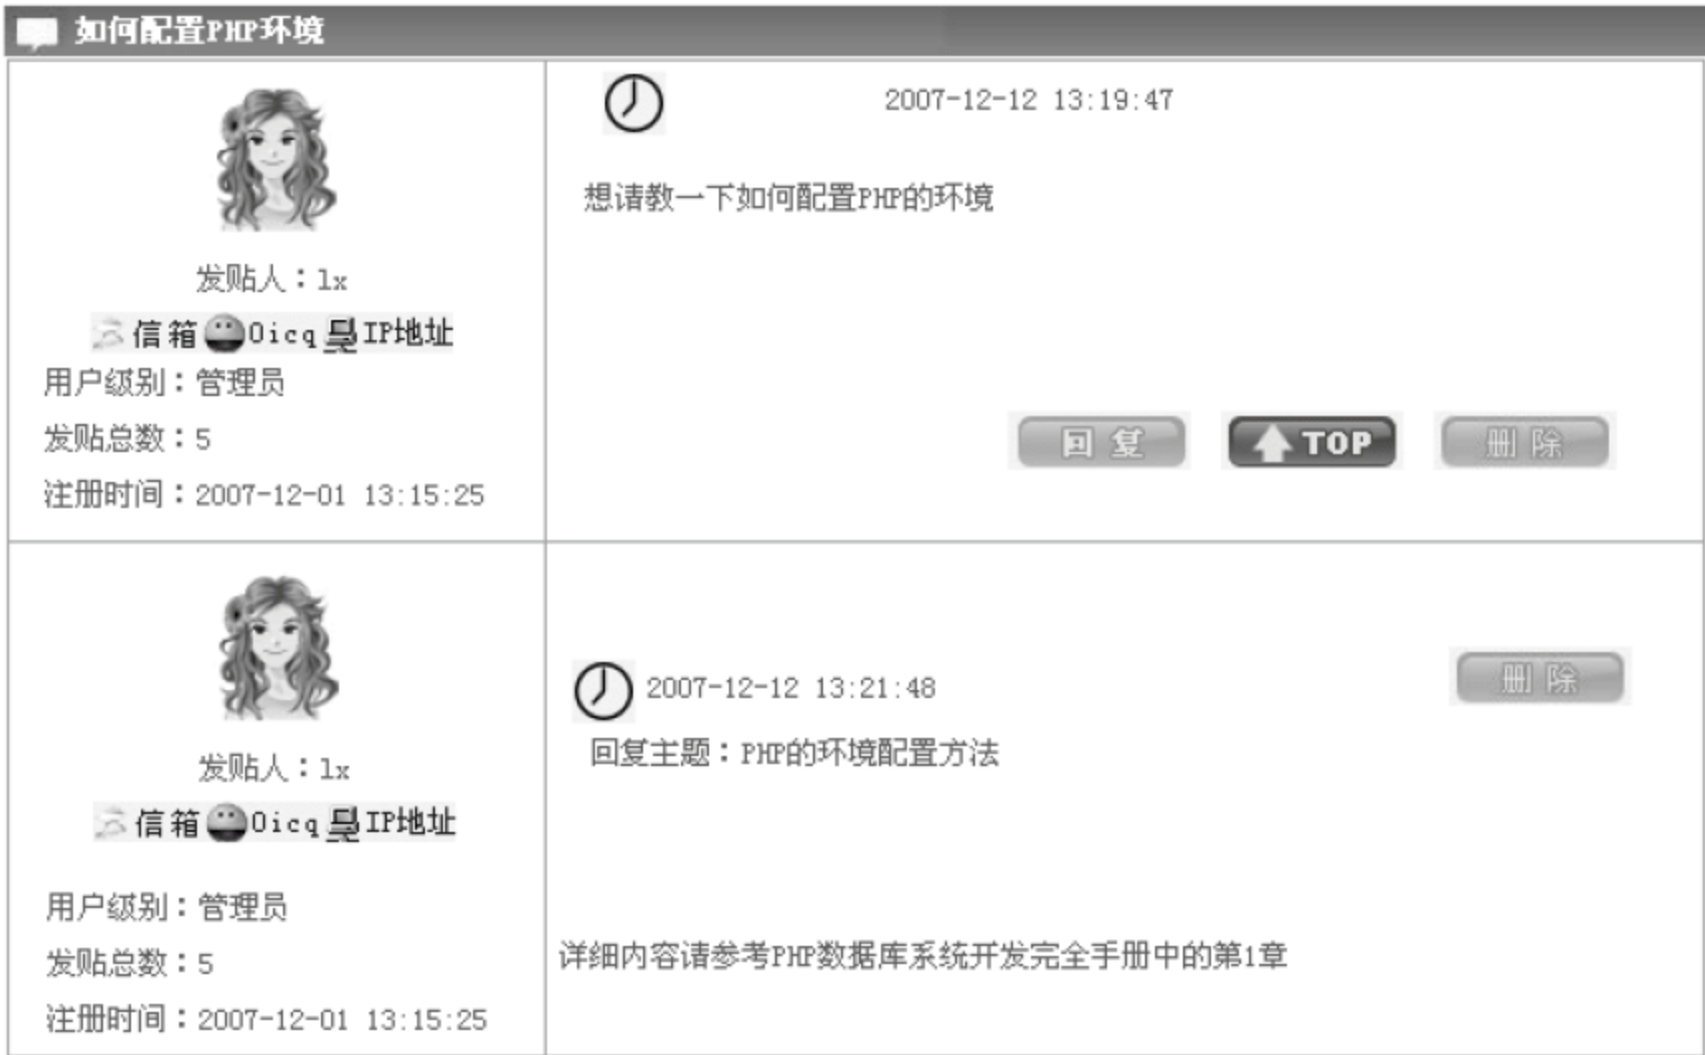 如何配置PHP环境
2007-12-12 13:19:47
想请教一下如何配置PHP的环境
发贴人：lx
信箱 Oicq IP地址
用户级别：管理员
发贴总数：5
注册时间：2007-12-01 13:15:25
回复 TOP 删除
2007-12-12 13:21:48
删除
回复主题：PHP的环境配置方法
发贴人：lx
信箱 Oicq IP地址
用户级别：管理员
发贴总数：5
注册时间：2007-12-01 13:15:25
详细内容请参考PHP数据库系统开发完全手册中的第1章